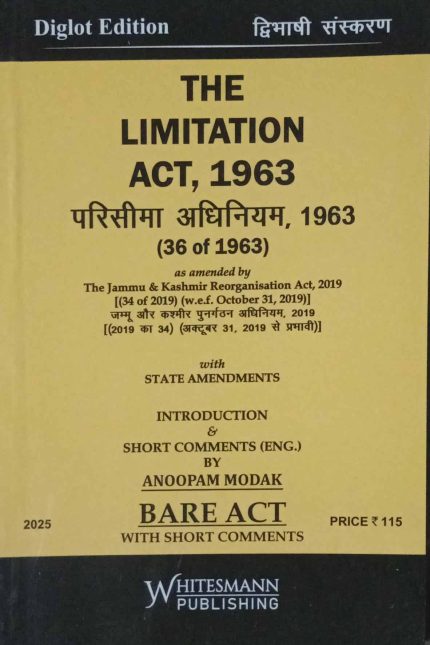 Diglot Edition द्विभाषी संस्करण
THE
LIMITATION
ACT, 1963
परिसीमा अधिनियम, 1963
(36 of 1963)
as amended by
The Jammu & Kashmir Reorganisation Act, 2019
[(34 of 2019) (w.e.f. October 31, 2019)]
जम्मू और कश्मीर पुनर्गठन अधिनियम, 2019
[(2019 का 34) (अक्टूबर 31, 2019 से प्रभावी)]
with
STATE AMENDMENTS
INTRODUCTION
&
SHORT COMMENTS (ENG.)
BY
ANOOPAM MODAK
BARE ACT
2025 PRICE ₹ 115
WITH SHORT COMMENTS
WHITESMANN
PUBLISHING